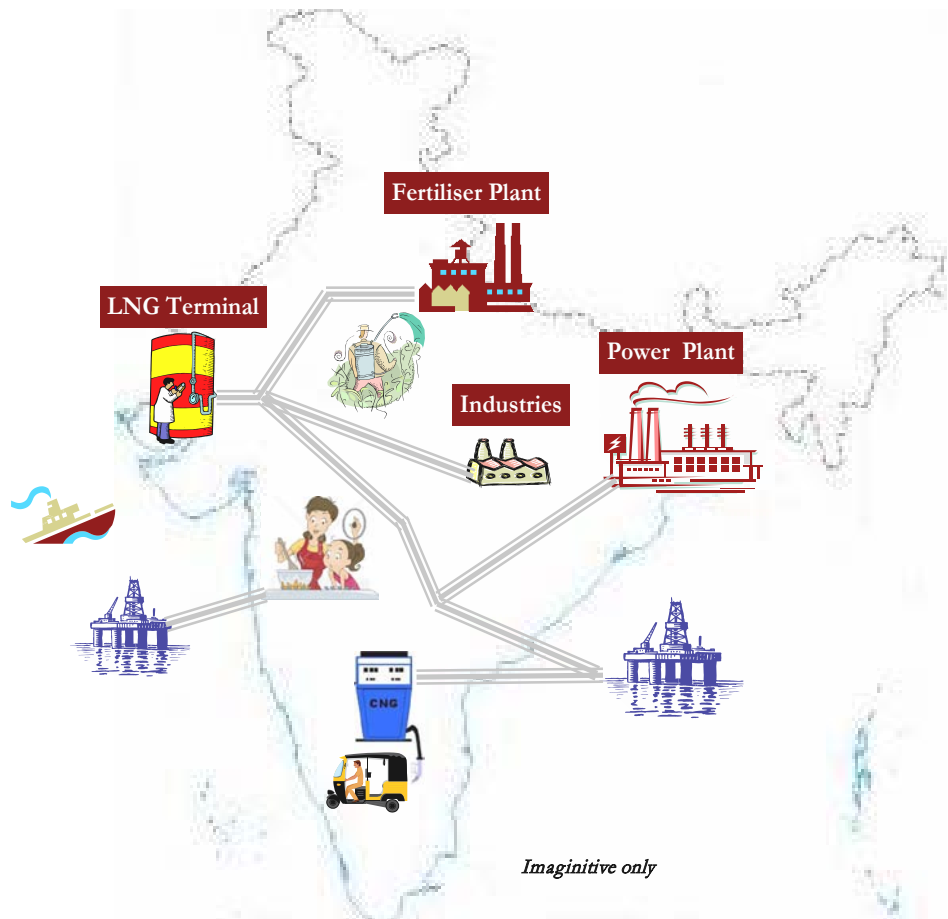 Fertiliser Plant
LNG Terminal
Power Plant
Industries
CNG
Imaginitive only